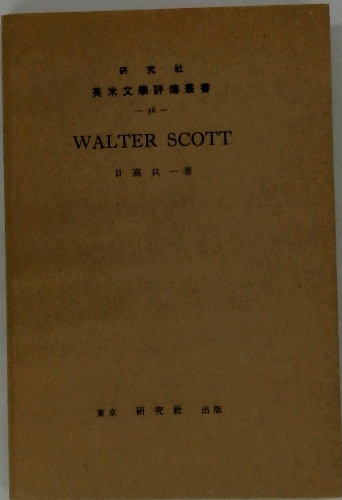 研究社
英米文學評傳叢書
— 36 —
WALTER SCOTT
日高只一著
東京 研究社 出版